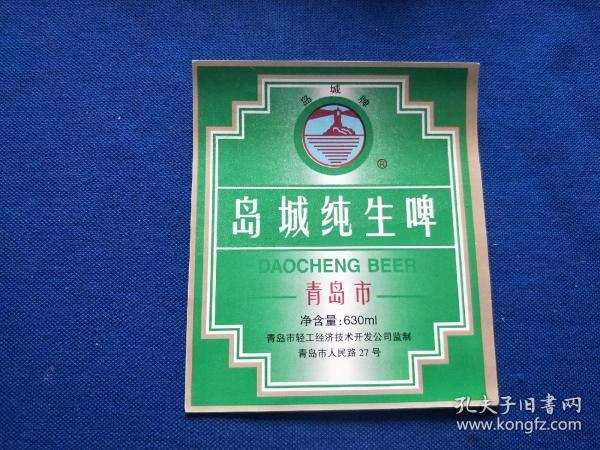 岛城牌
®
岛城纯生啤
DAOCHENG BEER
青岛市
净含量:630ml
青岛市轻工经济技术开发公司监制
青岛市人民路27号
孔夫子旧书网
www.kongfz.com